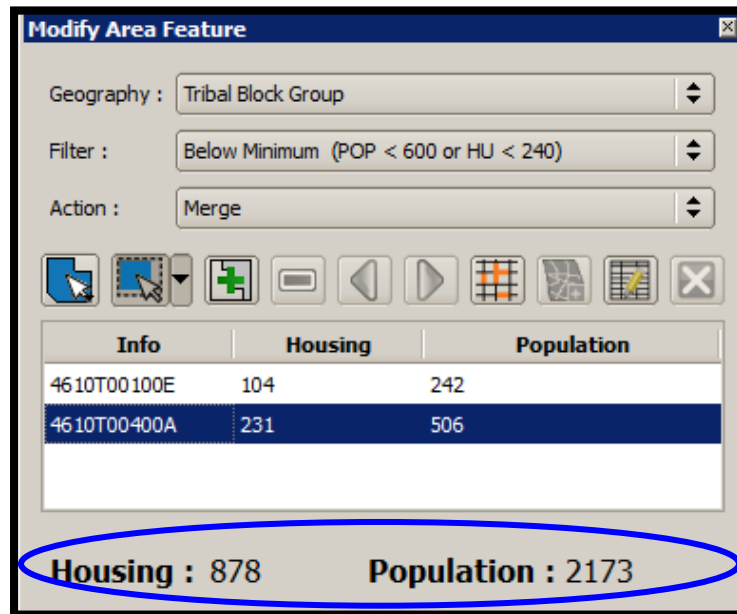 Modify Area Feature
Geography : Tribal Block Group
Filter : Below Minimum (POP < 600 or HU < 240)
Action : Merge
Info Housing Population
4610T00100E 104 242
4610T00400A 231 506
Housing : 878 Population : 2173